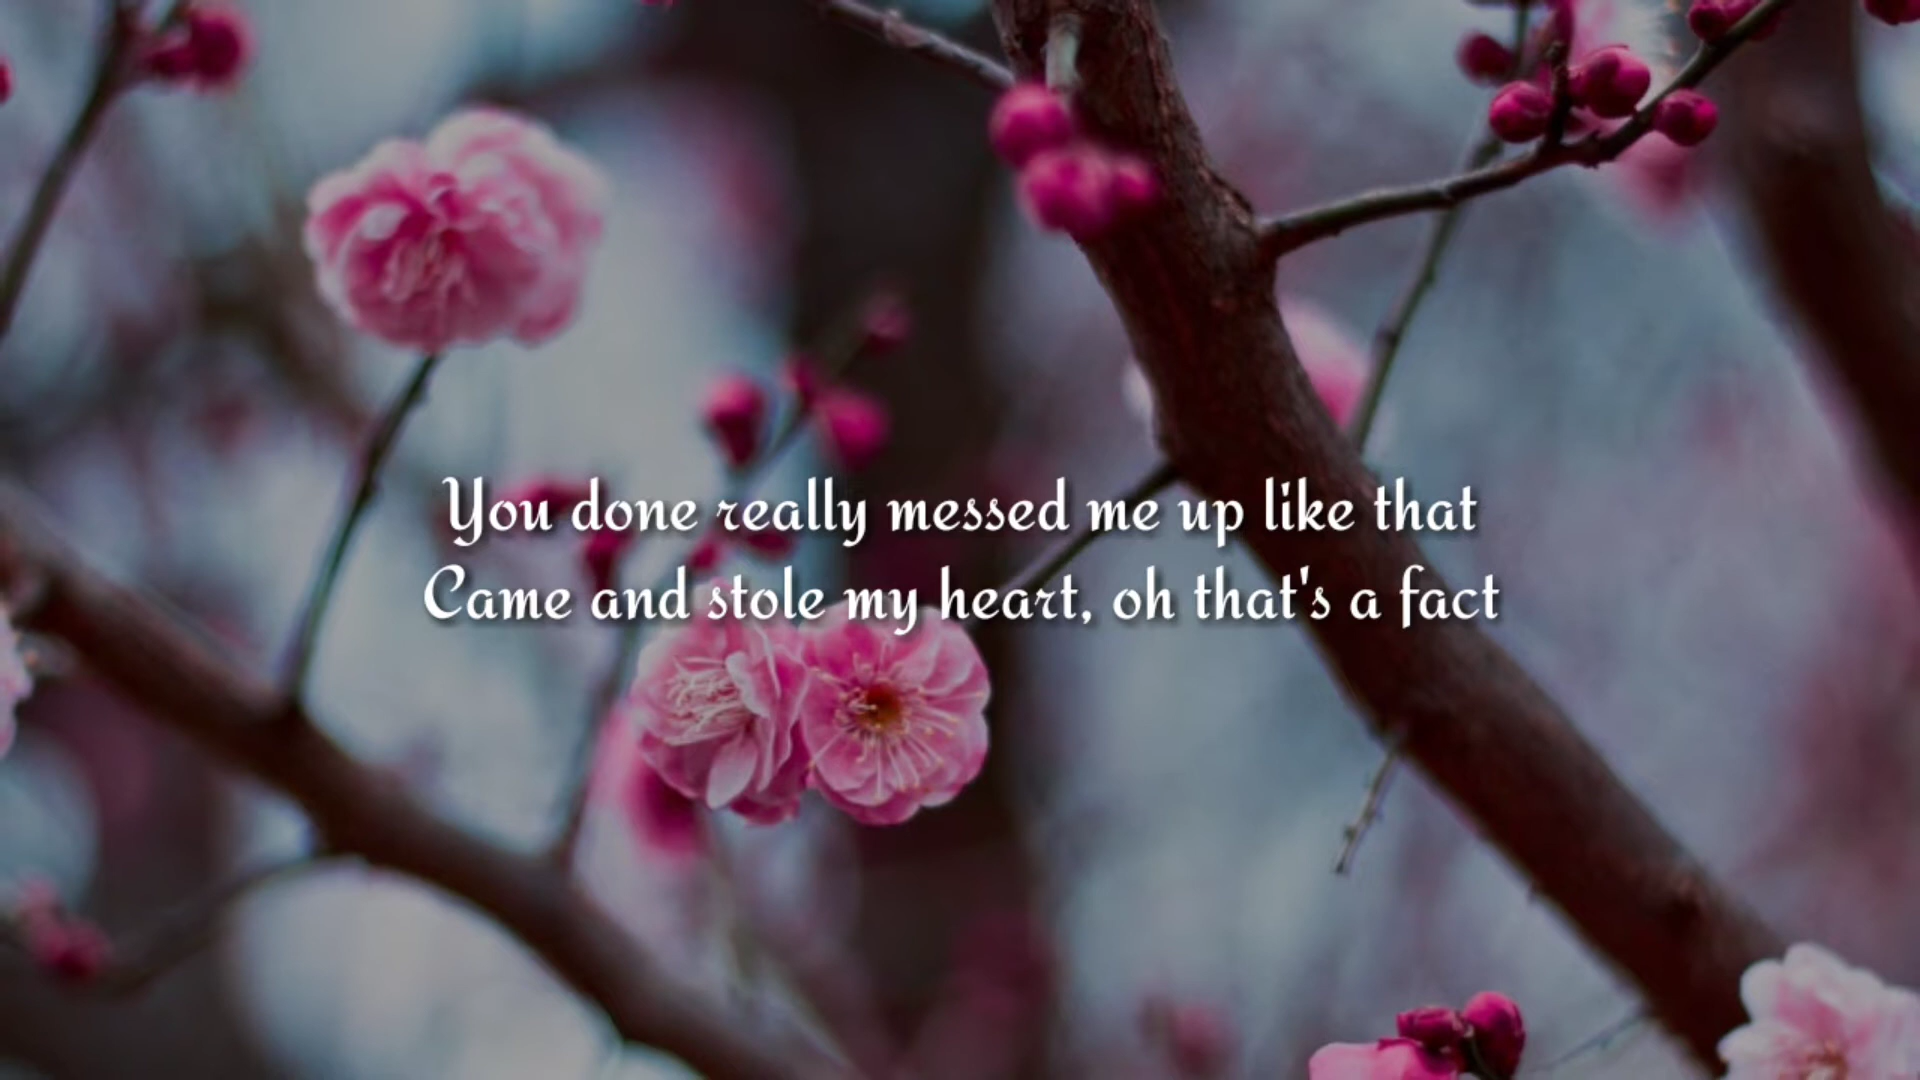 You done really messed me up like that
Came and stole my heart, oh that's a fact